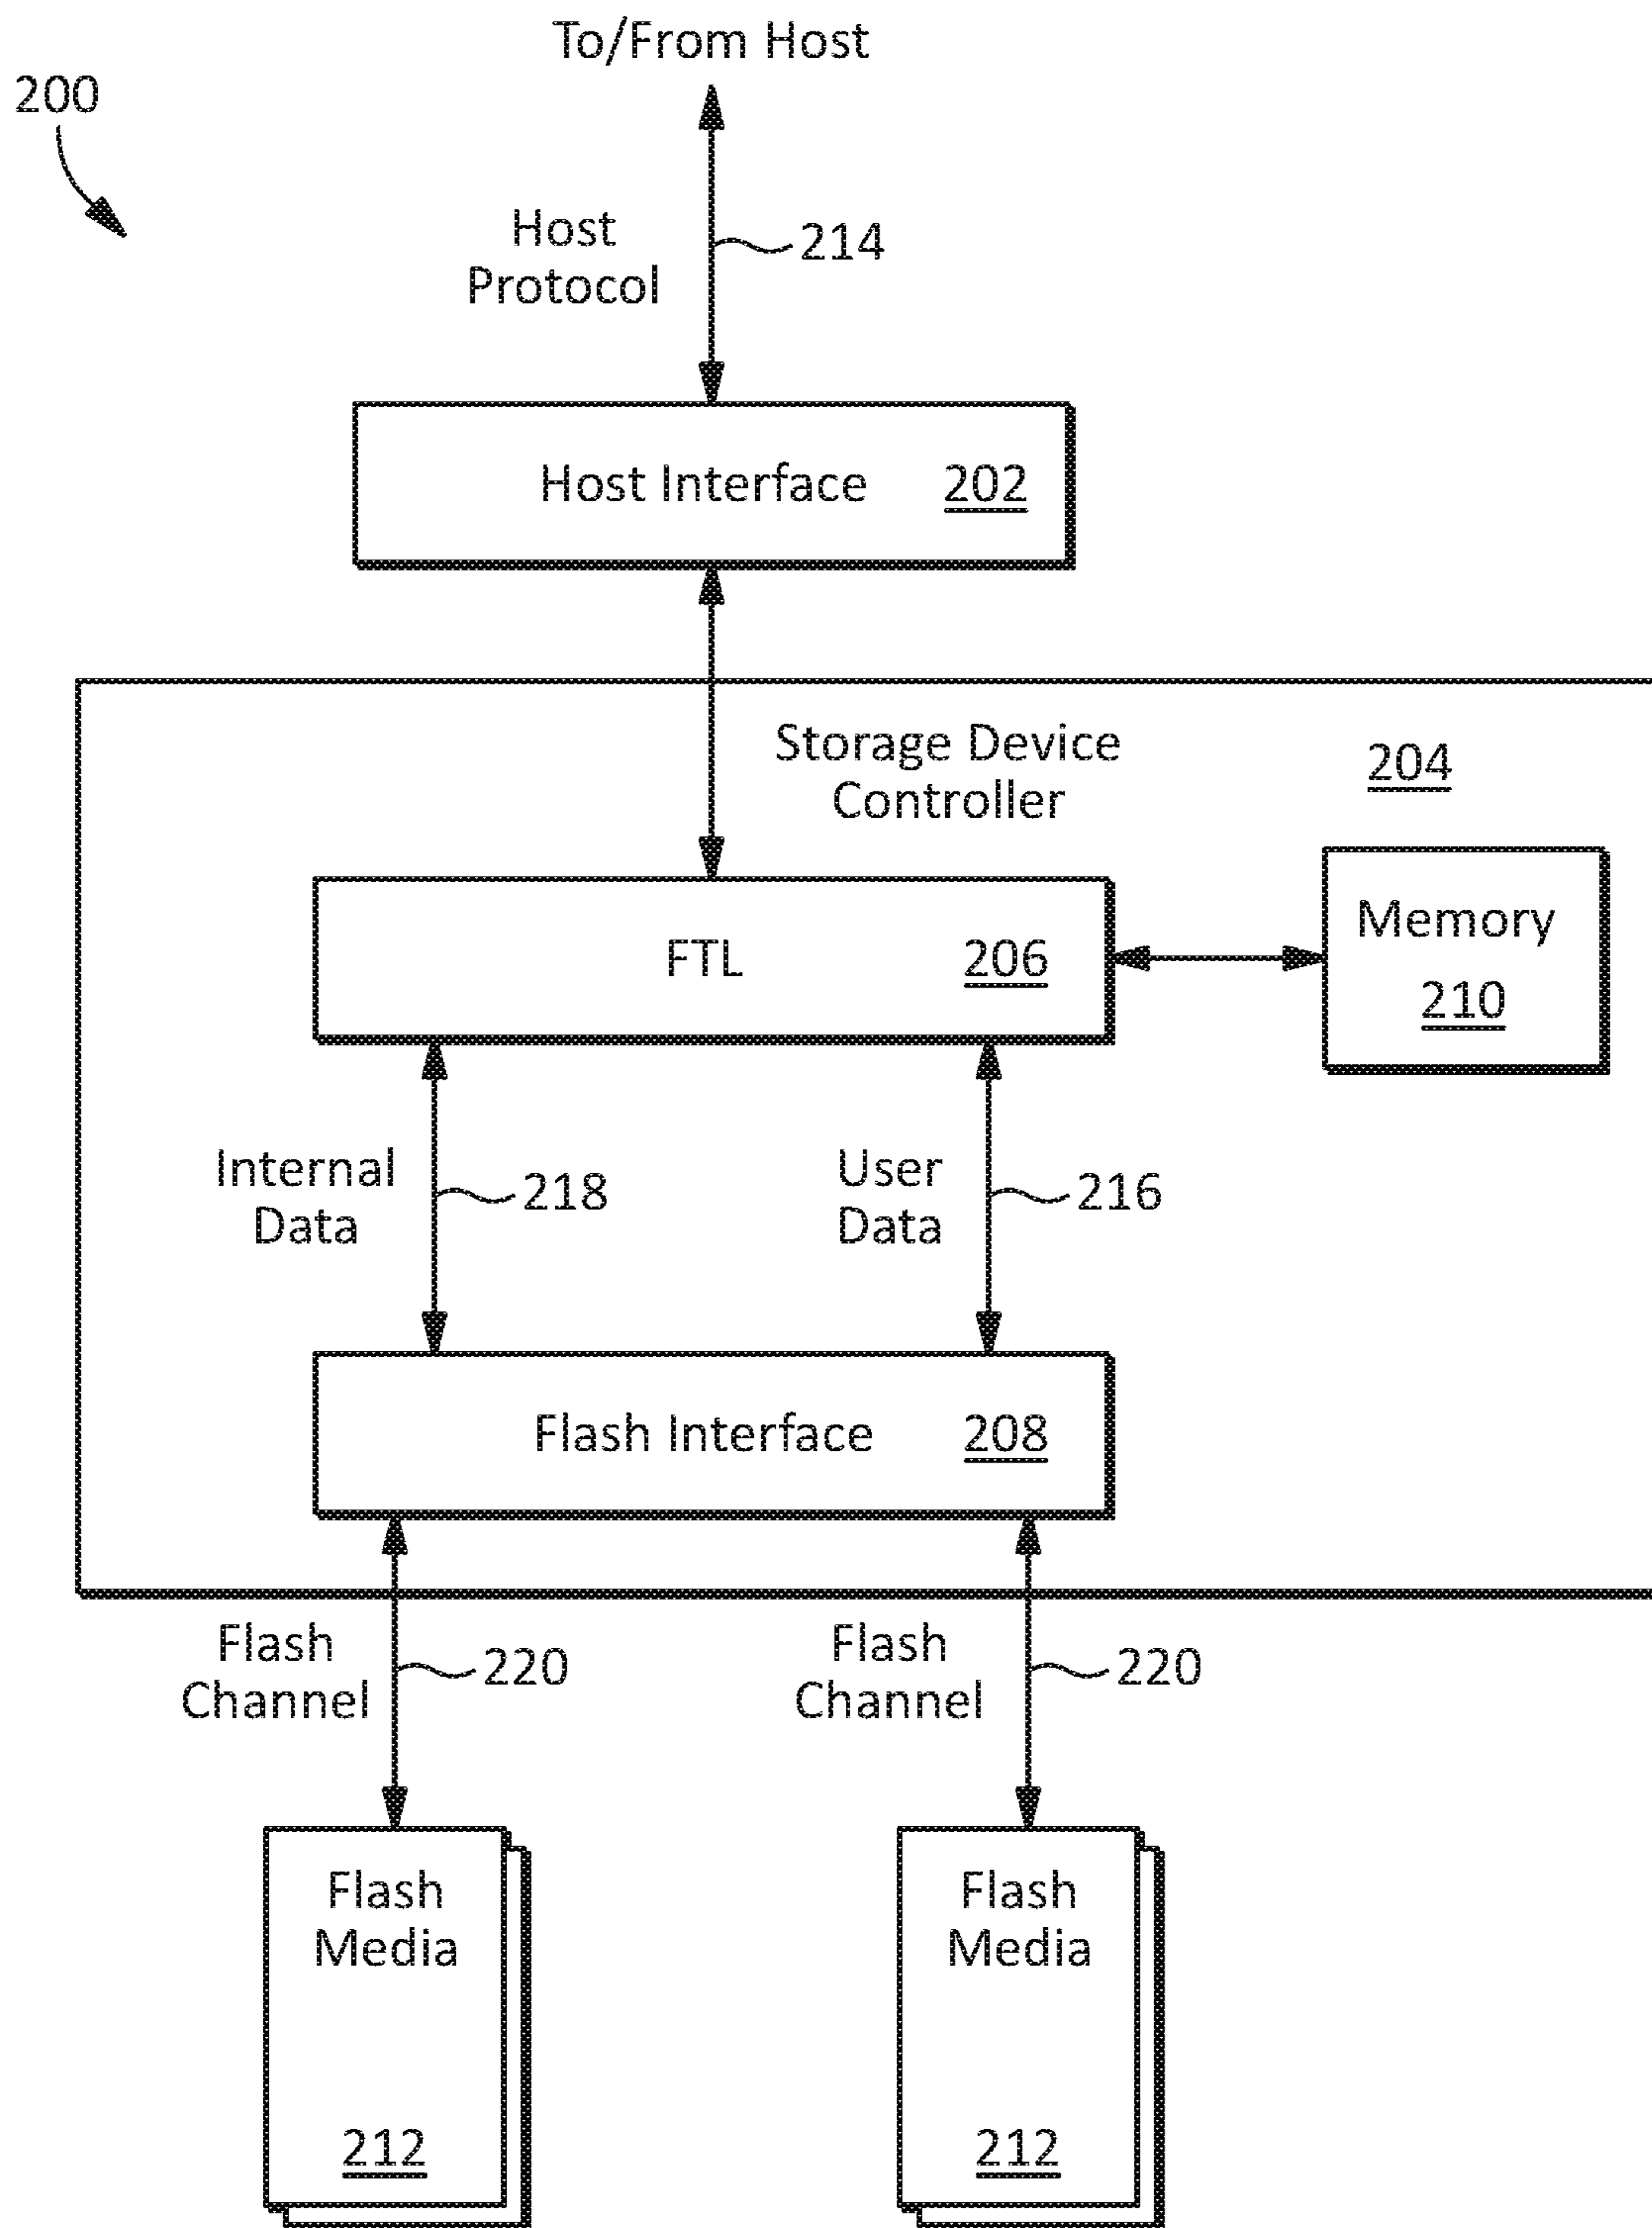 To/From Host
200
Host
Protocol
214
Host Interface 202
Storage Device
Controller
204
FTL 206
Memory
210
Internal
Data
218
User
Data
216
Flash Interface 208
Flash
Channel
220
Flash
Channel
220
Flash
Media
212
Flash
Media
212